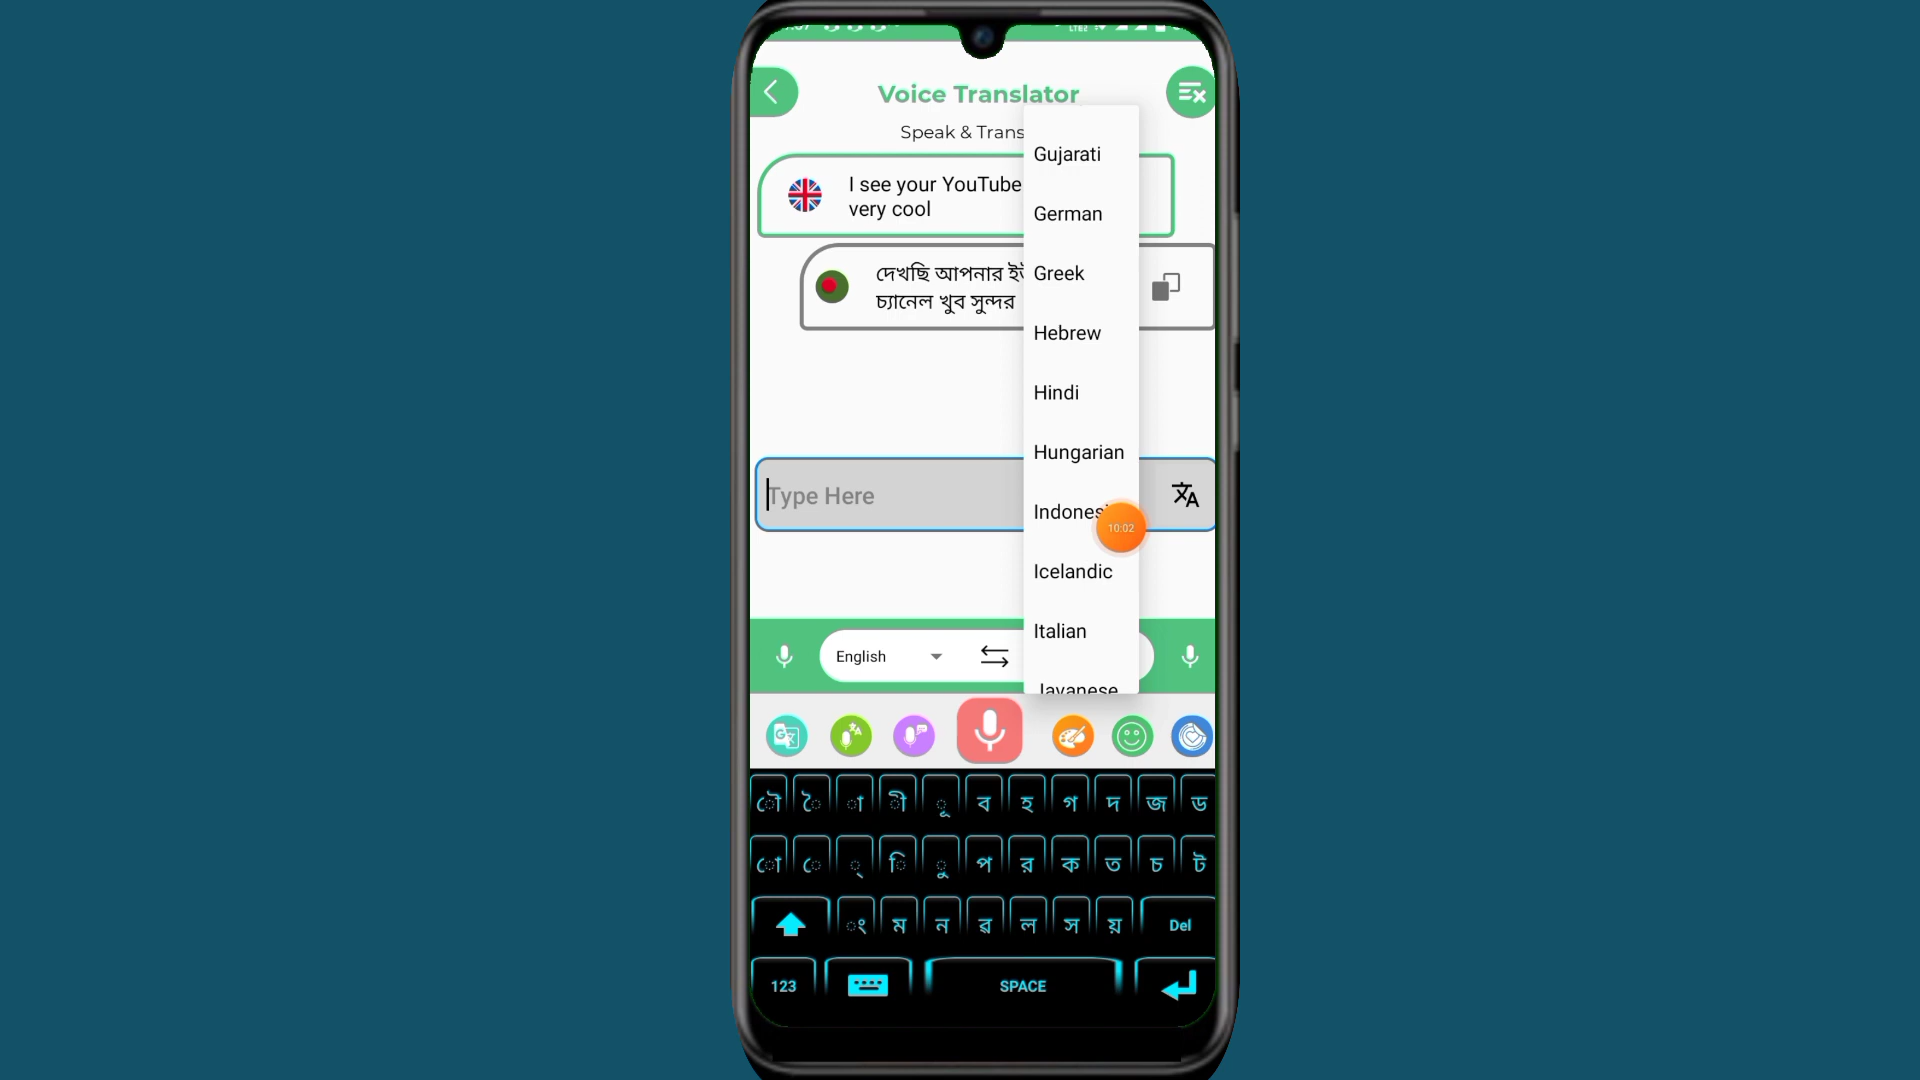 Voice Translator
Speak & Trans
I see your YouTube
very cool
দেখছি আপনার
চ্যানেল খুব সুন্দর
Gujarati
German
Greek
Hebrew
Hindi
Hungarian
Indones
Icelandic
Italian
Javanese
10:02
Type Here
English
ৌ ৈ া ী ূ ব হ গ দ জ ড
ো ে ্ ি ু প র ক ত চ ট
ং ম ন ৱ ল স য় Del
123 SPACE